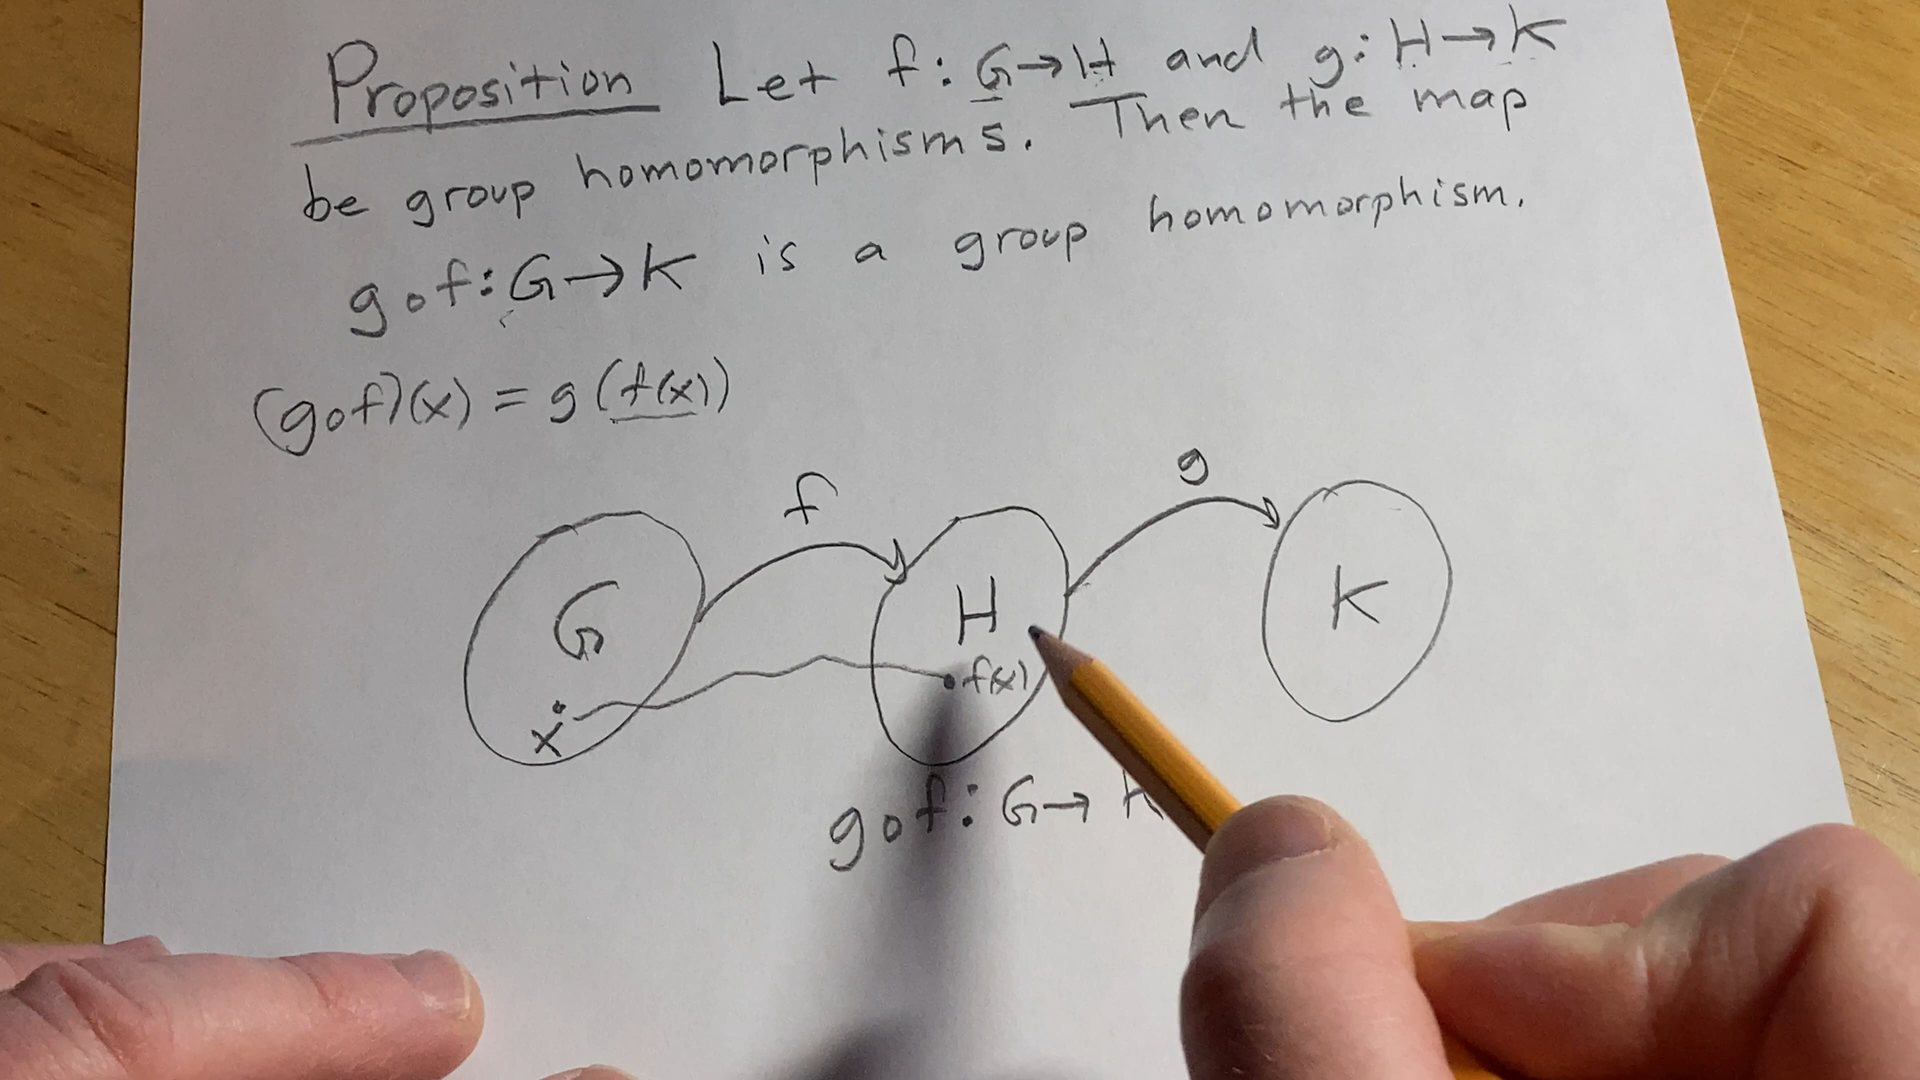 Proposition Let f: G→H and g: H→K
be group homomorphisms. Then the map
g∘f: G→K is a group homomorphism.
(g∘f)(x) = g(f(x))
f
g
G
H
K
x
f(x)
g∘f: G→ K